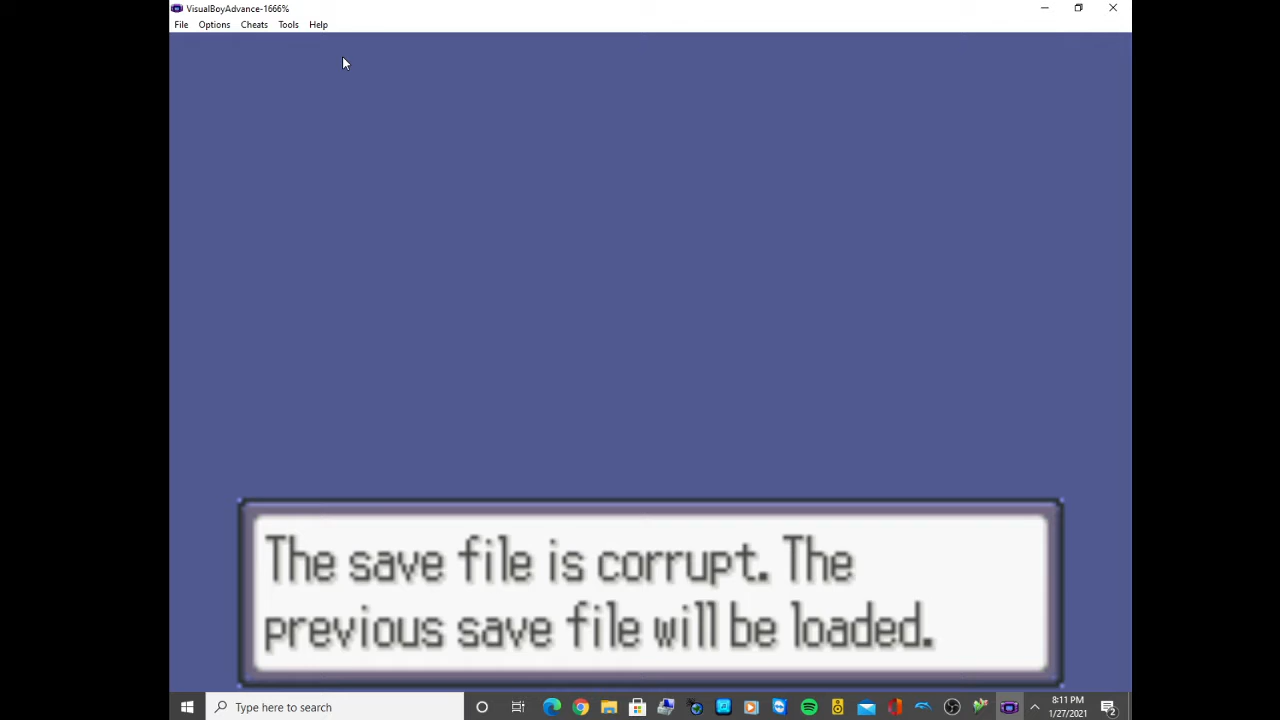 VisualBoyAdvance-1666%
File Options Cheats Tools Help
The save file is corrupt. The
previous save file will be loaded.
Type here to search
8:11 PM
1/27/2021
2